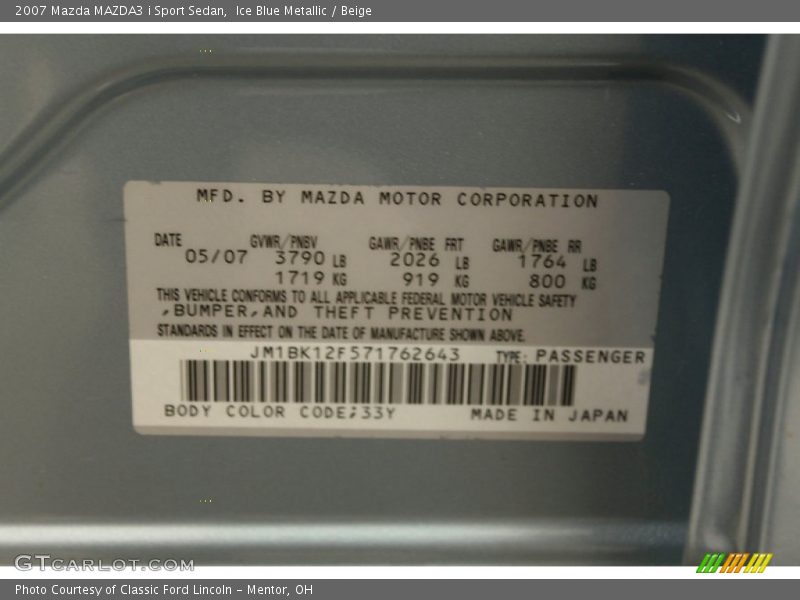 2007 Mazda MAZDA3 i Sport Sedan,  Ice Blue Metallic / Beige
MFD. BY MAZDA MOTOR CORPORATION
DATE GVWR/PNBV GAWR/PNBE FRT GAWR/PNBE RR
05/07 3790 LB 2026 LB 1764 LB
1719 KG 919 KG 800 KG
THIS VEHICLE CONFORMS TO ALL APPLICABLE FEDERAL MOTOR VEHICLE SAFETY
,BUMPER,AND THEFT PREVENTION
STANDARDS IN EFFECT ON THE DATE OF MANUFACTURE SHOWN ABOVE.
JM1BK12F571762643 TYPE: PASSENGER
BODY COLOR CODE;33Y MADE IN JAPAN
GTCARLOT.COM
Photo Courtesy of Classic Ford Lincoln – Mentor, OH